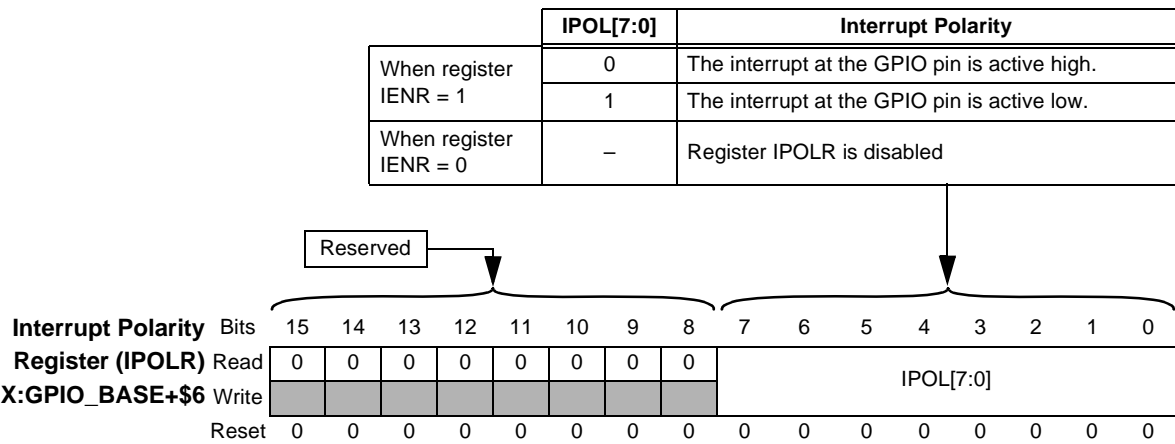 IPOL[7:0] Interrupt Polarity
When register IENR = 1
0 The interrupt at the GPIO pin is active high.
1 The interrupt at the GPIO pin is active low.
When register IENR = 0
– Register IPOLR is disabled
Reserved
Interrupt Polarity Bits 15 14 13 12 11 10 9 8 7 6 5 4 3 2 1 0
Register (IPOLR) Read 0 0 0 0 0 0 0 0 IPOL[7:0]
X:GPIO_BASE+$6 Write
Reset 0 0 0 0 0 0 0 0 0 0 0 0 0 0 0 0